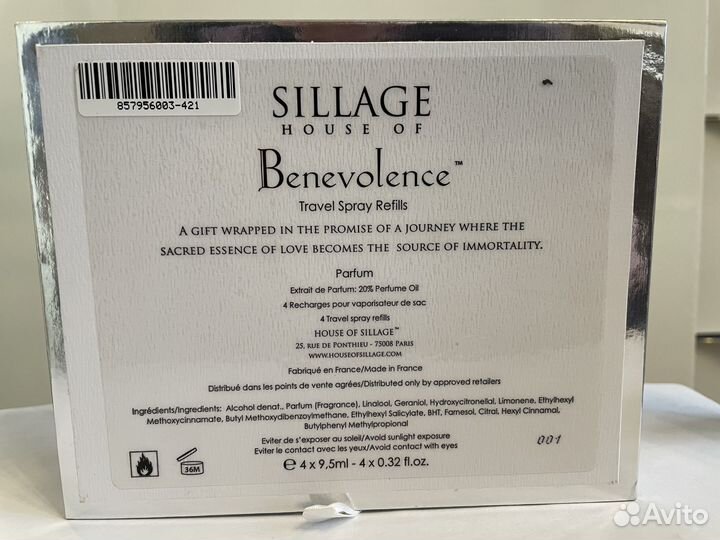 857956003-421
SILLAGE
HOUSE OF
Benevolence™
Travel Spray Refills
A GIFT WRAPPED IN THE PROMISE OF A JOURNEY WHERE THE
SACRED ESSENCE OF LOVE BECOMES THE SOURCE OF IMMORTALITY.
Parfum
Extrait de Parfum: 20% Perfume Oil
4 Recharges pour vaporisateur de sac
4 Travel spray refills
HOUSE OF SILLAGE™
25, RUE DE PONTHIEU - 75008 PARIS
WWW.HOUSEOFSILLAGE.COM
Fabriqué en France/Made in France
Distribué dans les points de vente agrées/Distributed only by approved retailers
Ingrédients/Ingredients: Alcohol denat., Parfum (Fragrance), Linalool, Geraniol, Hydroxycitronellal, Limonene, Ethylhexyl
Methoxycinnamate, Butyl Methoxydibenzoylmethane, Ethylhexyl Salicylate, BHT, Farnesol, Citral, Hexyl Cinnamal,
Butylphenyl Methylpropional
Eviter de s'exposer au soleil/Avoid sunlight exposure
Eviter le contact avec les yeux/Avoid contact with eyes
001
36M
e 4 x 9,5ml - 4 x 0.32 fl.oz.
Avito